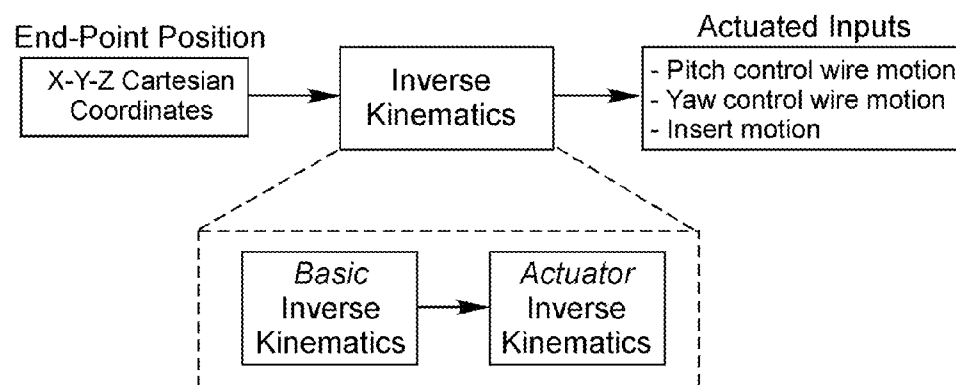 End-Point Position
X-Y-Z Cartesian
Coordinates
Inverse
Kinematics
Actuated Inputs
- Pitch control wire motion
- Yaw control wire motion
- Insert motion
Basic
Inverse
Kinematics
Actuator
Inverse
Kinematics